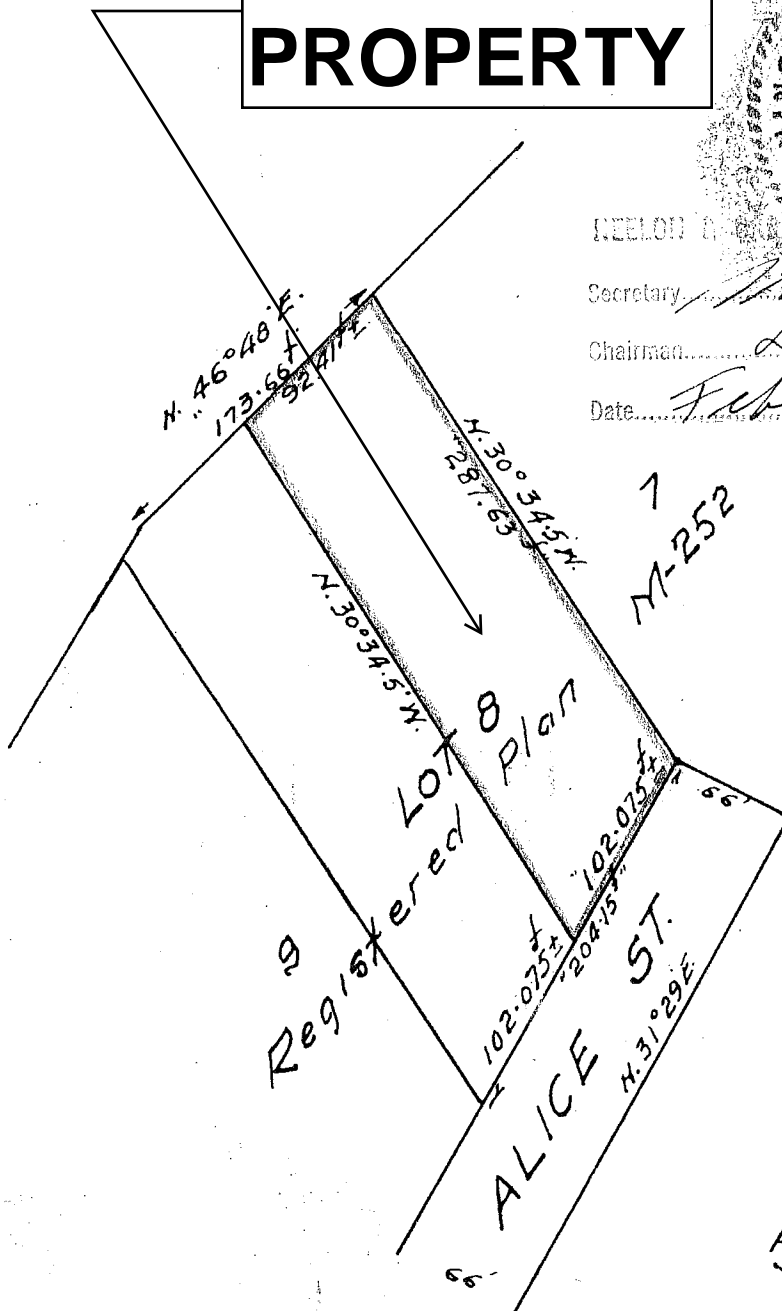 PROPERTY
Secretary
Chairman
Date
N. 46° 48' E.
173.66
92.41 ±
N. 30° 34.5' W.
287.63 ±
7
M-252
N. 30° 34.5' W.
LOT 8
Registered Plan
9
102.075 ±
66'
102.075 ±
204.15
ALICE ST.
N. 31° 29' E.
66'